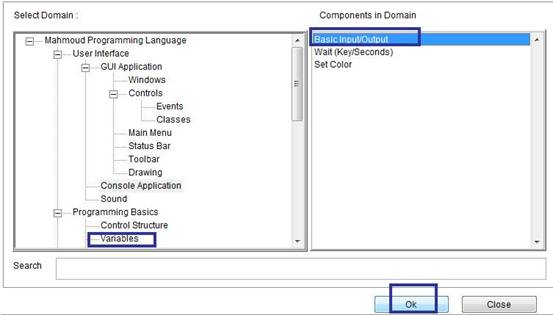 Select Domain :
Components in Domain
Mahmoud Programming Language
User Interface
GUI Application
Windows
Controls
Events
Classes
Main Menu
Status Bar
Toolbar
Drawing
Console Application
Sound
Programming Basics
Control Structure
Variables
Basic Input/Output
Wait (Key/Seconds)
Set Color
Search
Ok
Close